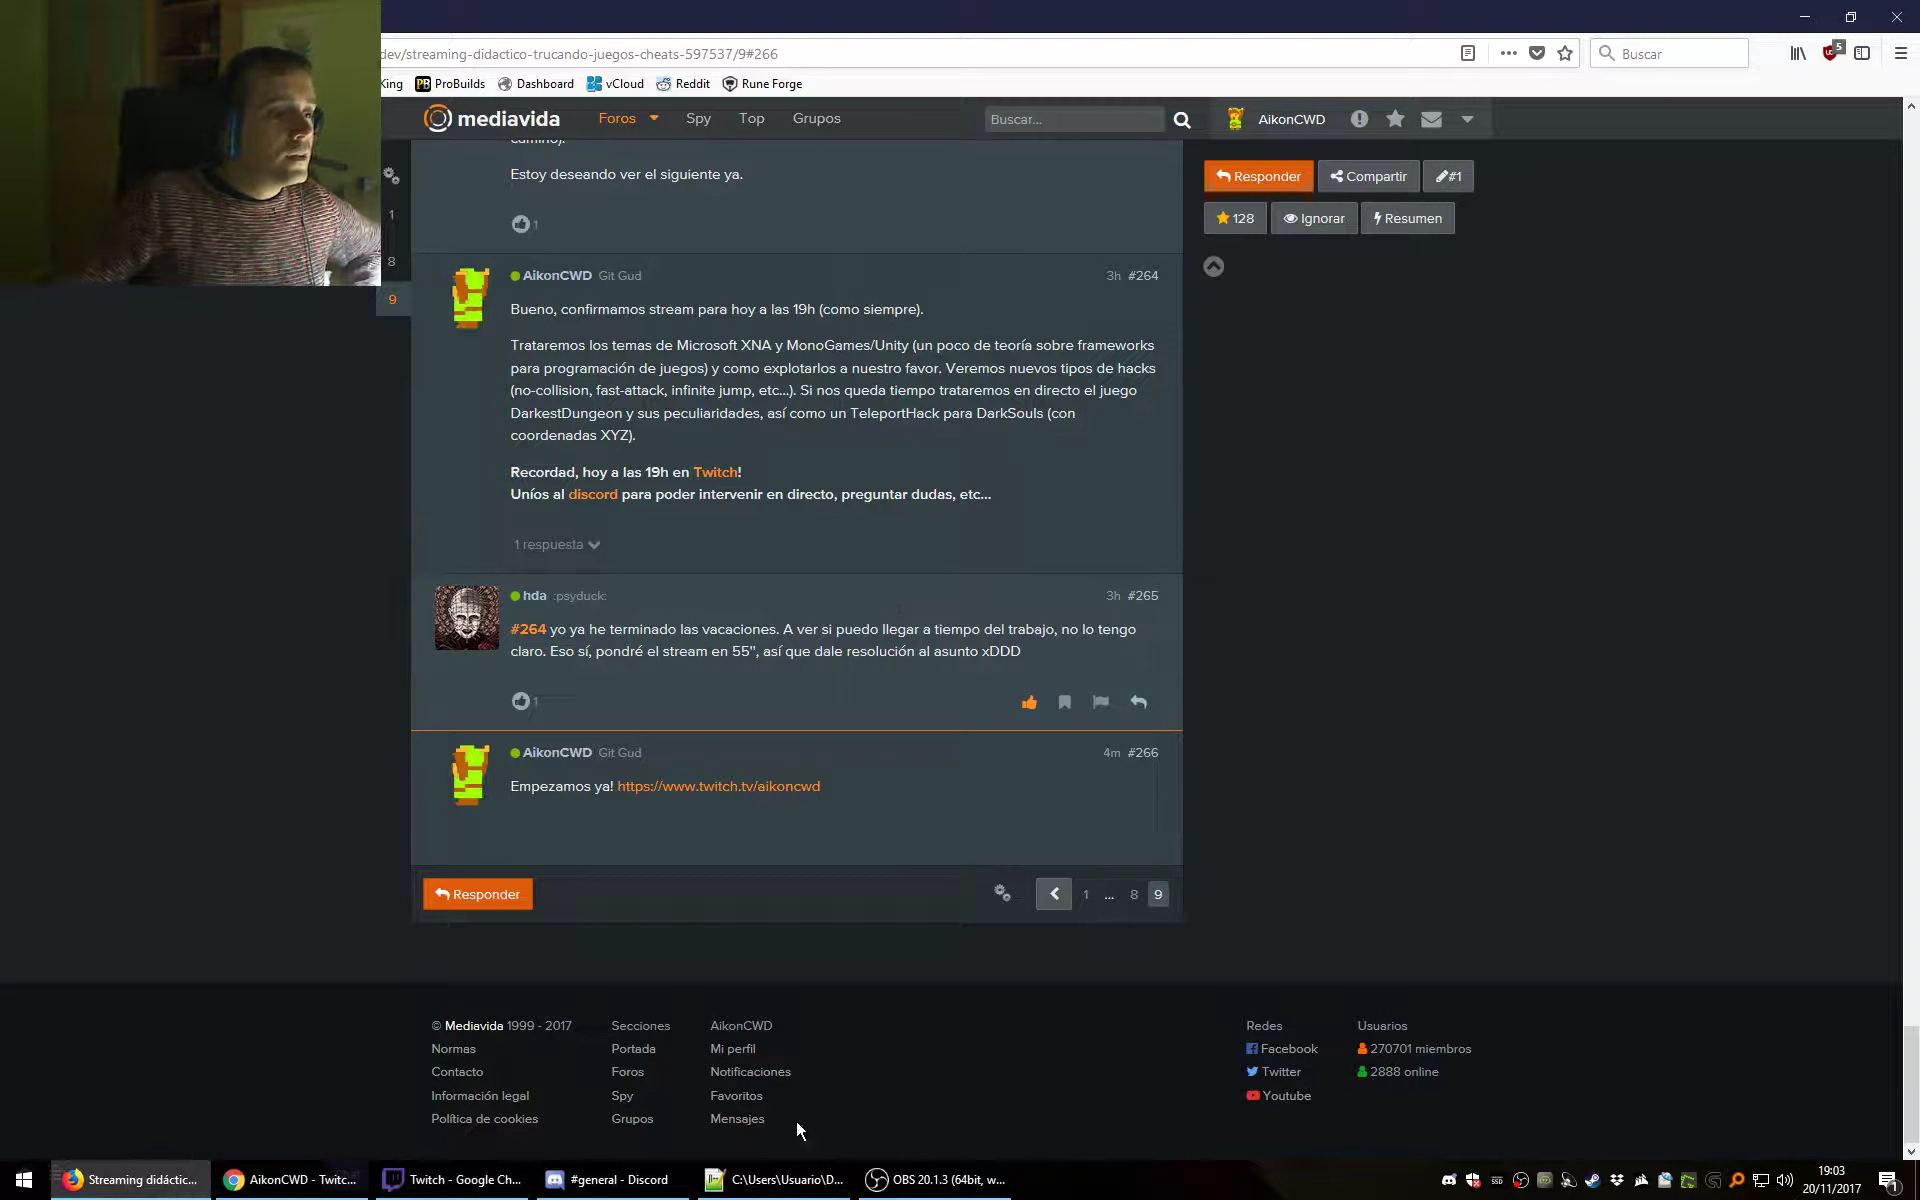 dev/streaming-didactico-trucando-juegos-cheats-597537/9#266
Buscar
5
King
ProBuilds
Dashboard
vCloud
Reddit
Rune Forge
mediavida
Foros
Spy
Top
Grupos
Buscar...
AikonCWD
camino).
Estoy deseando ver el siguiente ya.
1
Responder
Compartir
#1
128
Ignorar
Resumen
1
8
9
AikonCWD Git Gud
3h #264
Bueno, confirmamos stream para hoy a las 19h (como siempre).
Trataremos los temas de Microsoft XNA y MonoGames/Unity (un poco de teoría sobre frameworks
para programación de juegos) y como explotarlos a nuestro favor. Veremos nuevos tipos de hacks
(no-collision, fast-attack, infinite jump, etc...). Si nos queda tiempo trataremos en directo el juego
DarkestDungeon y sus peculiaridades, así como un TeleportHack para DarkSouls (con
coordenadas XYZ).
Recordad, hoy a las 19h en Twitch!
Uníos al discord para poder intervenir en directo, preguntar dudas, etc...
1 respuesta
hda :psyduck:
3h #265
#264 yo ya he terminado las vacaciones. A ver si puedo llegar a tiempo del trabajo, no lo tengo
claro. Eso sí, pondré el stream en 55", así que dale resolución al asunto xDDD
1
AikonCWD Git Gud
4m #266
Empezamos ya! https://www.twitch.tv/aikoncwd
Responder
1 ... 8 9
© Mediavida 1999 - 2017
Normas
Contacto
Información legal
Política de cookies
Secciones
Portada
Foros
Spy
Grupos
AikonCWD
Mi perfil
Notificaciones
Favoritos
Mensajes
Redes
Facebook
Twitter
Youtube
Usuarios
270701 miembros
2888 online
Streaming didáctic...
AikonCWD - Twitc...
Twitch - Google Ch...
#general - Discord
C:\Users\Usuario\D...
OBS 20.1.3 (64bit, w...
19:03
20/11/2017
1